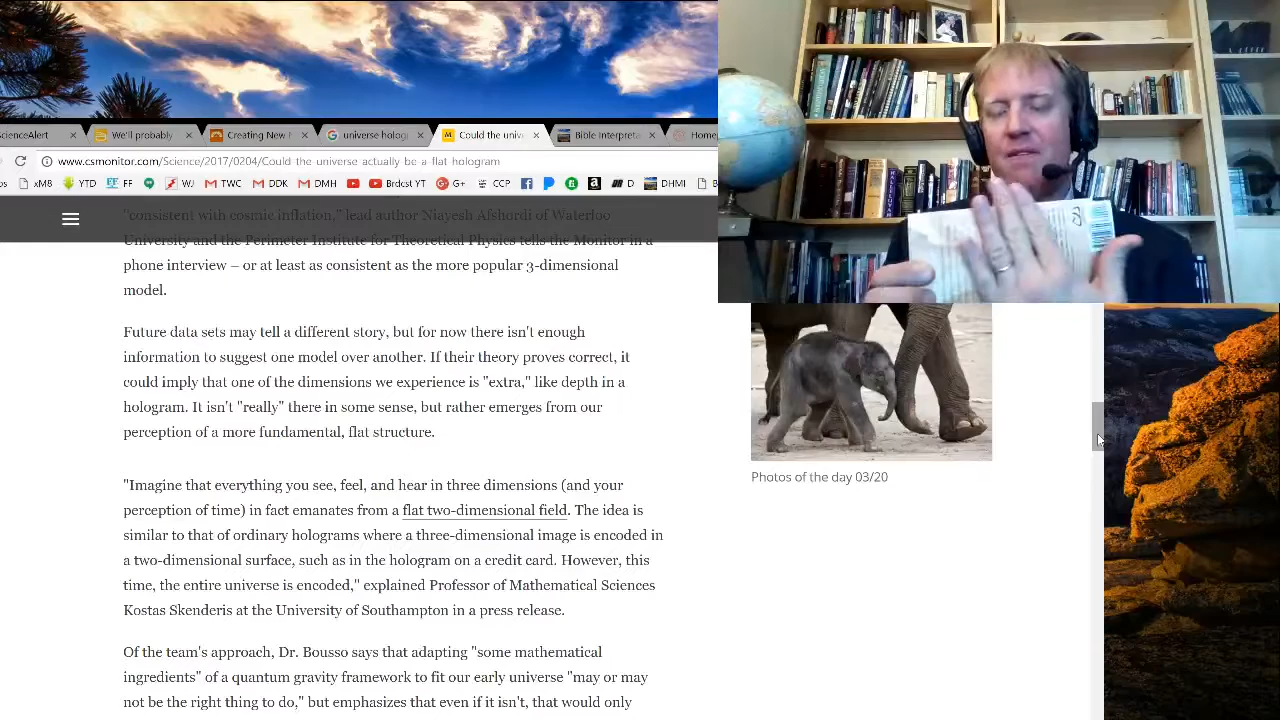 cienceAlert
We'll probably
Creating New F
universe hologr
Could the unive
Bible Interpreta
Home
www.csmonitor.com/Science/2017/0204/Could the universe actually be a flat hologram
xM8
YTD
FF
WJ
TWC
DDX
DMH
Brdcst YT
G+
CCP
D
DHMI
B
"consistent with cosmic inflation," lead author Niayesh Afshordi of Waterloo
University and the Perimeter Institute for Theoretical Physics tells the Monitor in a
phone interview – or at least as consistent as the more popular 3-dimensional
model.
Future data sets may tell a different story, but for now there isn't enough
information to suggest one model over another. If their theory proves correct, it
could imply that one of the dimensions we experience is "extra," like depth in a
hologram. It isn't "really" there in some sense, but rather emerges from our
perception of a more fundamental, flat structure.
"Imagine that everything you see, feel, and hear in three dimensions (and your
perception of time) in fact emanates from a flat two-dimensional field. The idea is
similar to that of ordinary holograms where a three-dimensional image is encoded in
a two-dimensional surface, such as in the hologram on a credit card. However, this
time, the entire universe is encoded," explained Professor of Mathematical Sciences
Kostas Skenderis at the University of Southampton in a press release.
Of the team's approach, Dr. Bousso says that adapting "some mathematical
ingredients" of a quantum gravity framework to fit our early universe "may or may
not be the right thing to do," but emphasizes that even if it isn't, that would only
Photos of the day 03/20